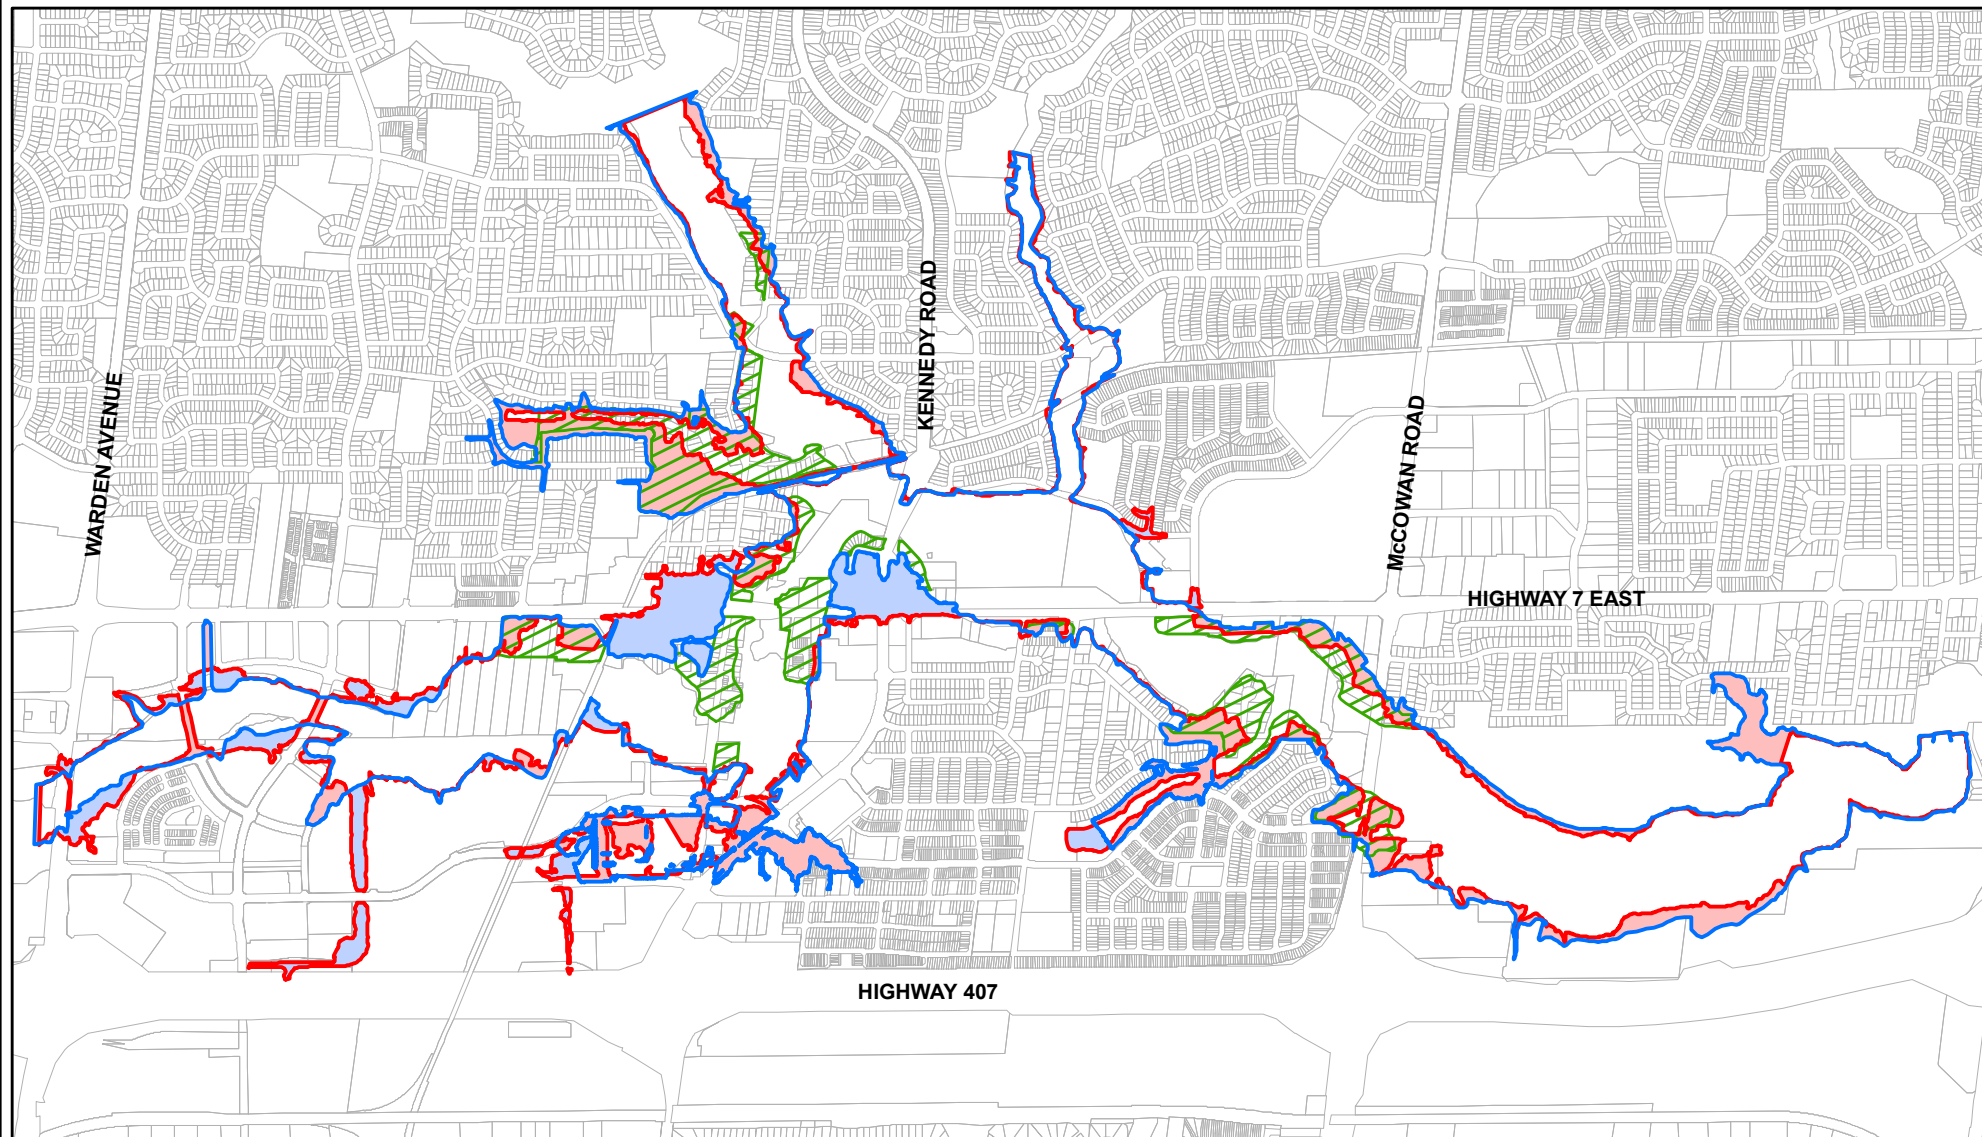 KENNEDY ROAD
WARDEN AVENUE
McCOWAN ROAD
HIGHWAY 7 EAST
HIGHWAY 407